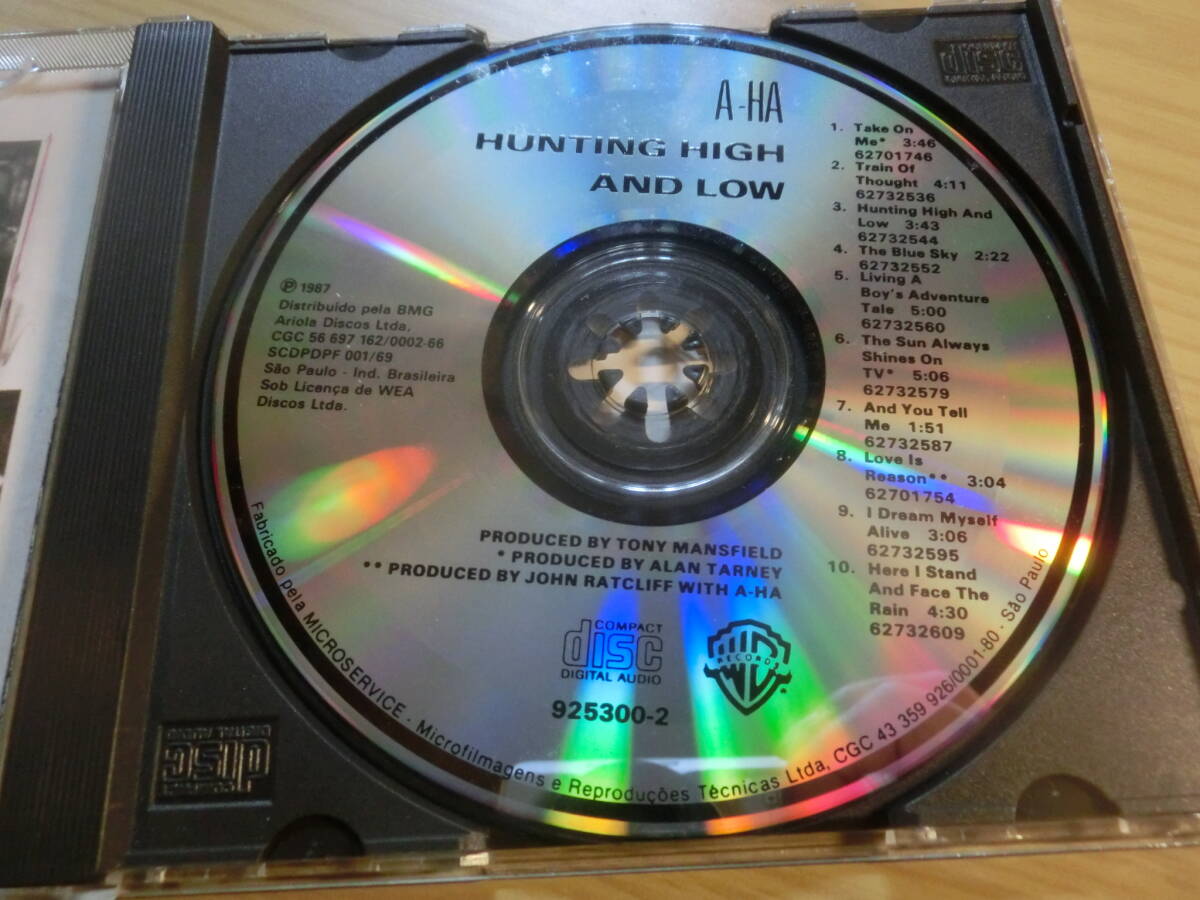 A-HA
HUNTING HIGH
AND LOW
1. Take On
Me* 3:46
62701746
2. Train Of
Thought 4:11
62732536
3. Hunting High And
Low 3:43
62732544
4. The Blue Sky 2:22
62732552
5. Living A
Boy's Adventure
Tale 5:00
62732560
6. The Sun Always
Shines On
TV* 5:06
62732579
7. And You Tell
Me 1:51
62732587
8. Love Is
Reason** 3:04
62701754
9. I Dream Myself
Alive 3:06
62732595
10. Here I Stand
And Face The
Rain 4:30
62732609
℗ 1987
Distribuído pela BMG
Ariola Discos Ltda,
CGC 56 697 162/0002-66
SCDPDPF 001/69
São Paulo - Ind. Brasileira
Sob Licença de WEA
Discos Ltda.
PRODUCED BY TONY MANSFIELD
* PRODUCED BY ALAN TARNEY
** PRODUCED BY JOHN RATCLIFF WITH A-HA
COMPACT
disc
DIGITAL AUDIO
RECORDS
925300-2
Fabricado pela MICROSERVICE - Microfilmagens e Reproduções Técnicas Ltda, CGC 43 359 926/0001-80 - São Paulo
disc
disc